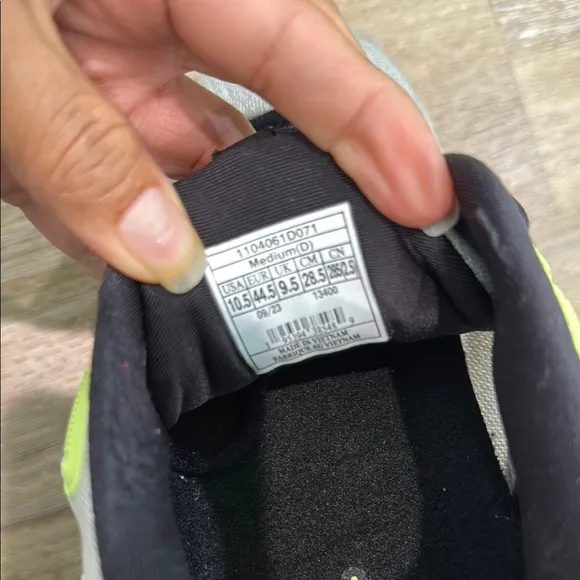 1104061D071
Medium(D)
USA EUR UK CM CN
10.5 44.5 9.5 28.5 285(2.5)
09/23 13400
MADE IN VIETNAM
FABRIQUE AU VIETNAM